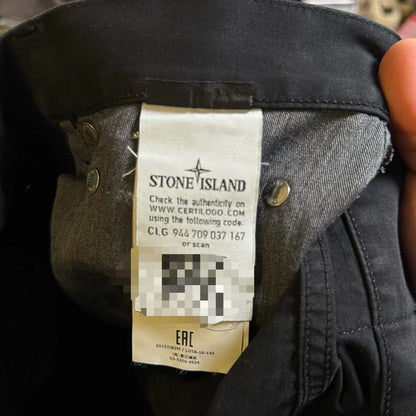 STONE ISLAND
Check the authenticity on
WWW.CERTILOGO.COM
using the following code:
CLG 944 709 037 167
or scan
EAC